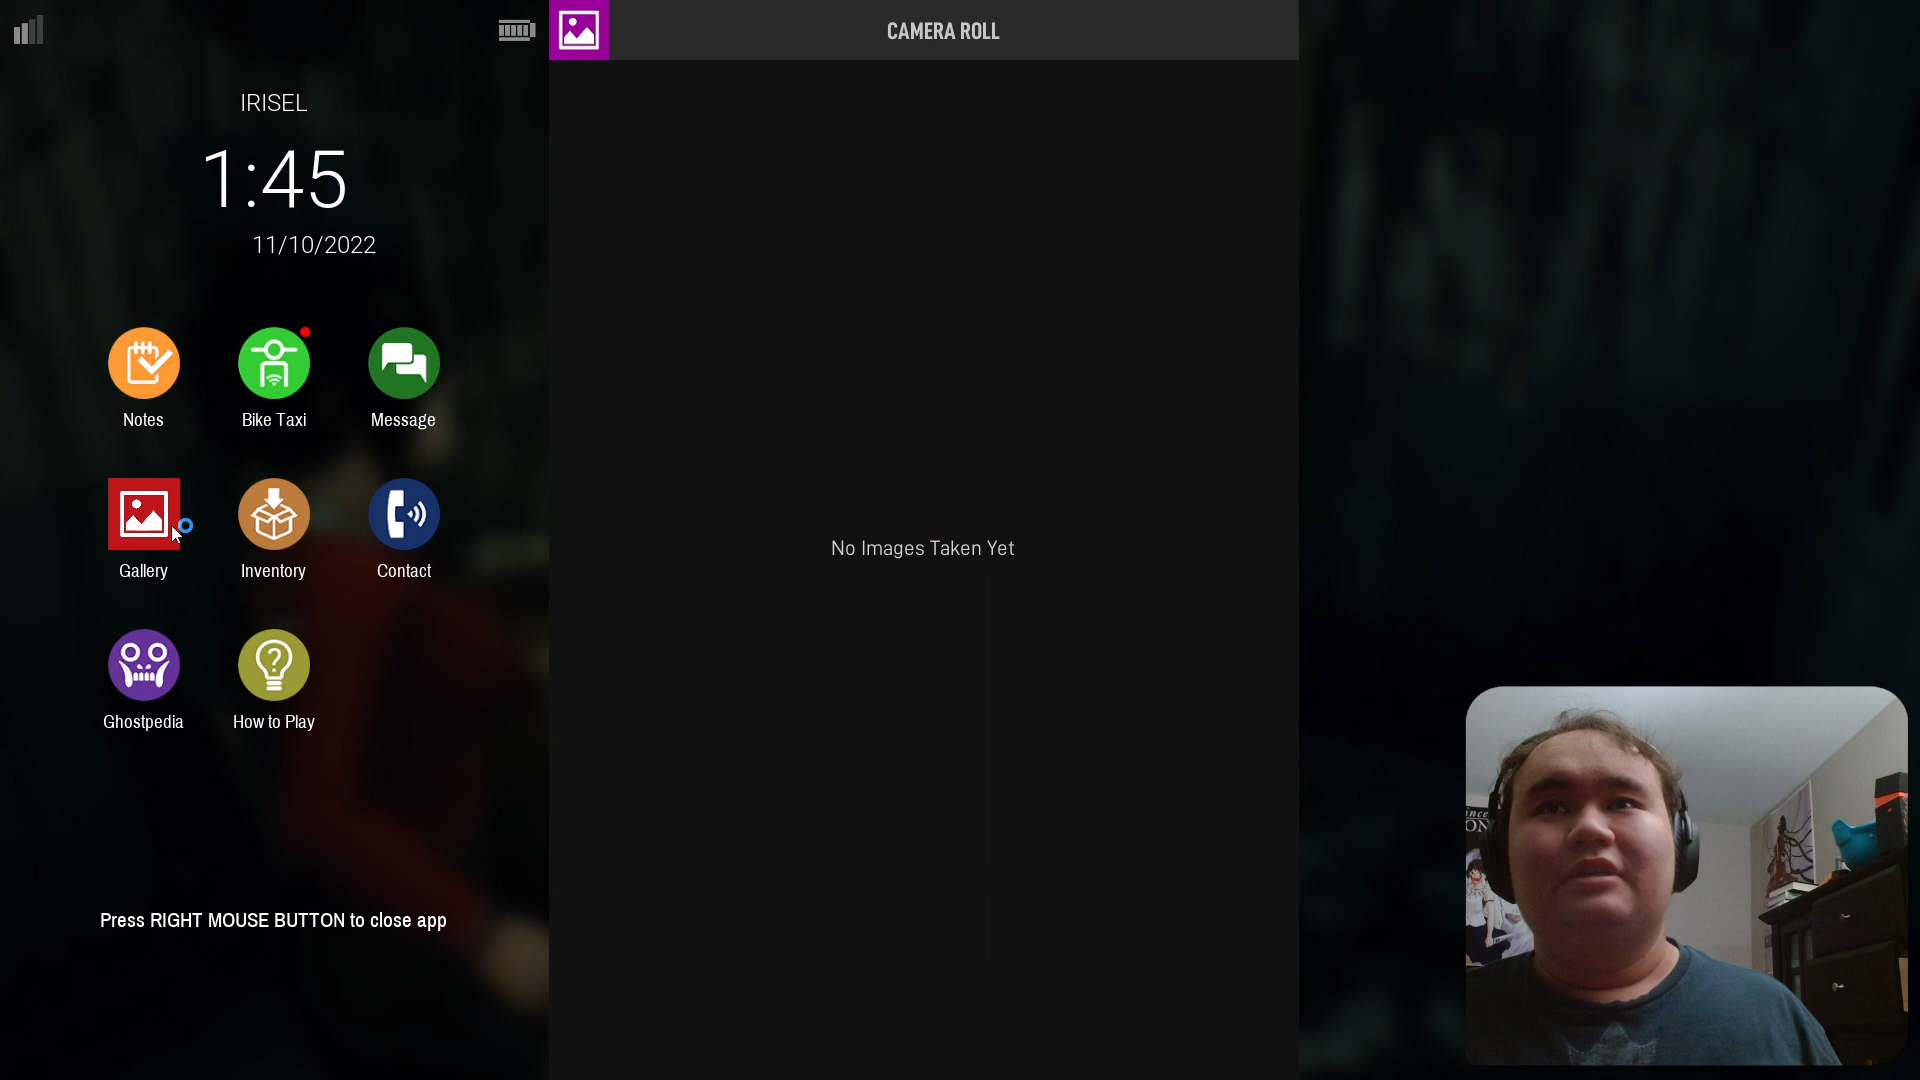 IRISEL
1:45
11/10/2022
Notes
Bike Taxi
Message
Gallery
Inventory
Contact
Ghostpedia
How to Play
Press RIGHT MOUSE BUTTON to close app
CAMERA ROLL
No Images Taken Yet